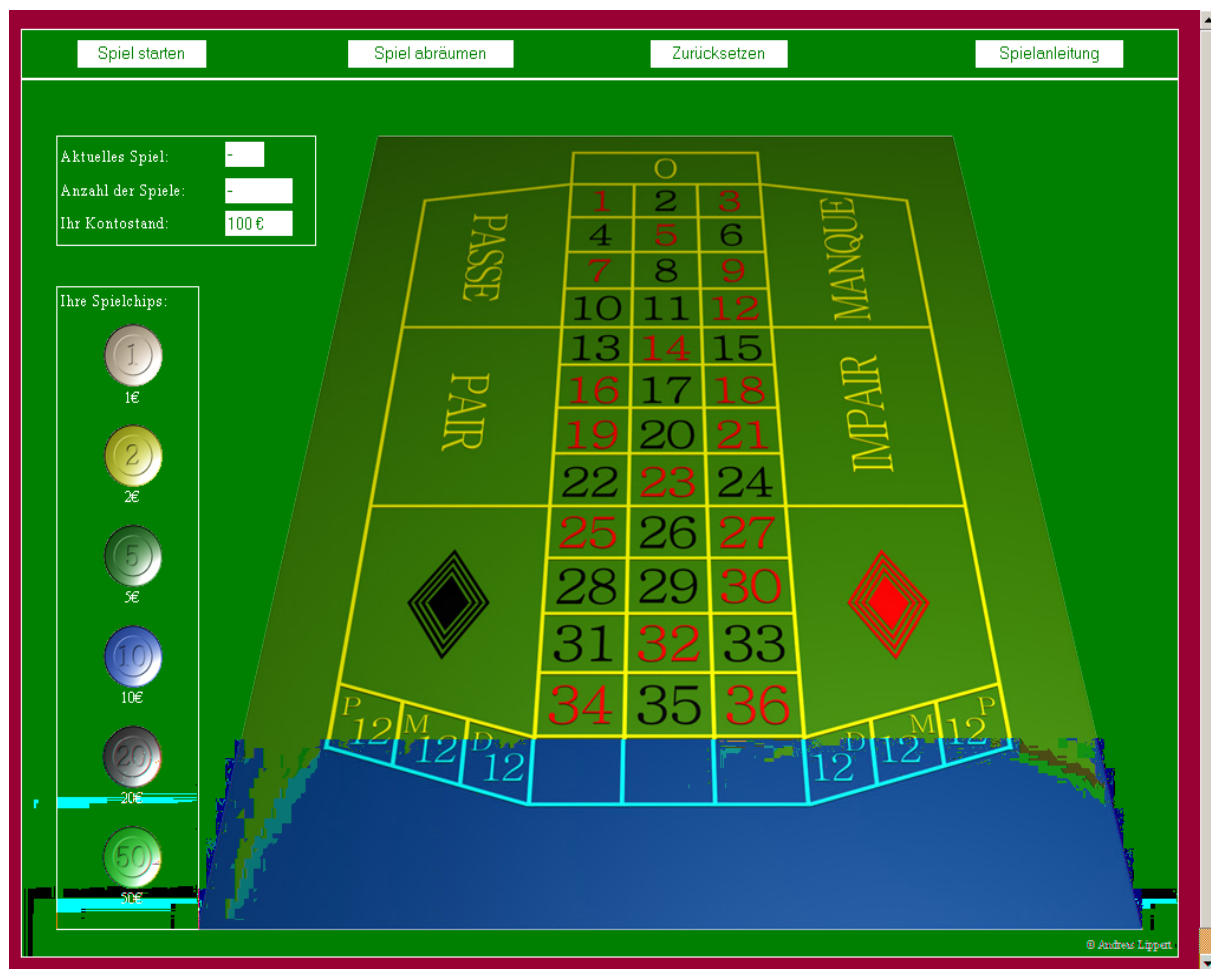 Spiel starten
Spiel abräumen
Zurücksetzen
Spielanleitung
Aktuelles Spiel: -
Anzahl der Spiele: -
Ihr Kontostand: 100 €
Ihre Spielchips:
1
1€
2
2€
5
5€
10
10€
20
20€
50
50€
0
PASSE
MANQUE
1 2 3
4 5 6
7 8 9
10 11 12
PAIR
IMPAIR
13 14 15
16 17 18
19 20 21
22 23 24
25 26 27
28 29 30
31 32 33
34 35 36
P 12 M 12 D 12
D 12 M 12 P 12
© Andreas Lippert